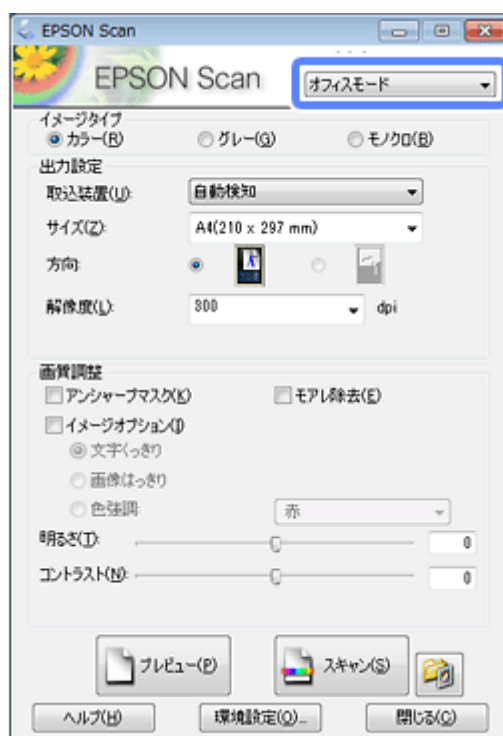 EPSON Scan
EPSON Scan オフィスモード
イメージタイプ
カラー(R) グレー(G) モノクロ(B)
出力設定
取込装置(U): 自動検知
サイズ(Z): A4(210 x 297 mm)
方向:
解像度(L): 300 dpi
画質調整
アンシャープマスク(K) モアレ除去(E)
イメージオプション(I)
文字くっきり
画像はっきり
色強調: 赤
明るさ(T): 0
コントラスト(N): 0
プレビュー(P) スキャン(S)
ヘルプ(H) 環境設定(O)... 閉じる(C)